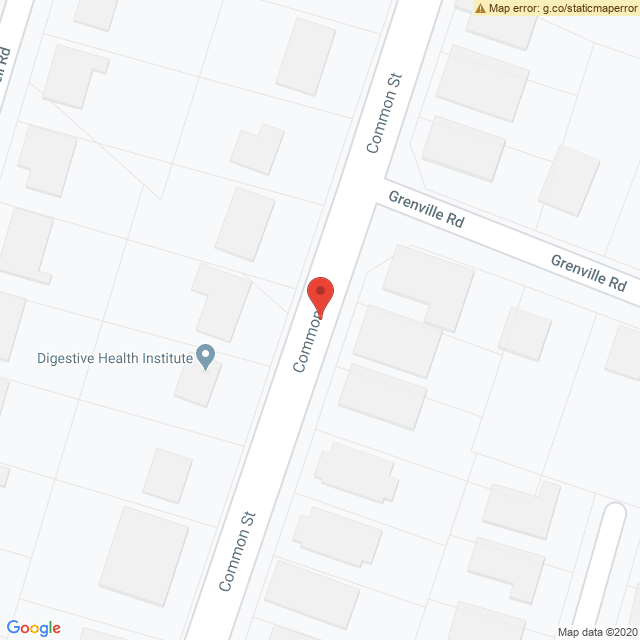 Map error: g.co/staticmaperror
Common St
Grenville Rd
Grenville Rd
Common
Digestive Health Institute
Common St
Google
Map data ©2020